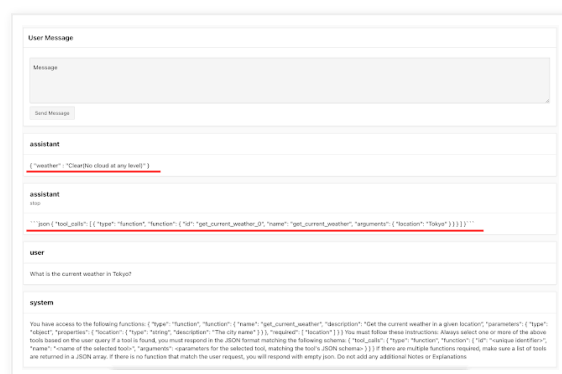 User Message
Message
Send Message
assistant
{ "weather" : "Clear(No cloud at any level)" }
assistant
stop
```json { "tool_calls": [ { "type": "function", "function": { "id": "get_current_weather_0", "name": "get_current_weather", "arguments": { "location": "Tokyo" } } } ] }```
user
What is the current weather in Tokyo?
system
You have access to the following functions: { "type": "function", "function": { "name": "get_current_weather", "description": "Get the current weather in a given location", "parameters": { "type":
"object", "properties": { "location": { "type": "string", "description": "The city name" } } }, "required": [ "location" ] } } You must follow these instructions: Always select one or more of the above
tools based on the user query If a tool is found, you must respond in the JSON format matching the following schema: { "tool_calls": { "type": "function", "function": { "id": "<unique identifier>",
"name": "<name of the selected tool>", "arguments": <parameters for the selected tool, matching the tool's JSON schema> } } } If there are multiple functions required, make sure a list of tools
are returned in a JSON array. If there is no function that match the user request, you will respond with empty json. Do not add any additional Notes or Explanations